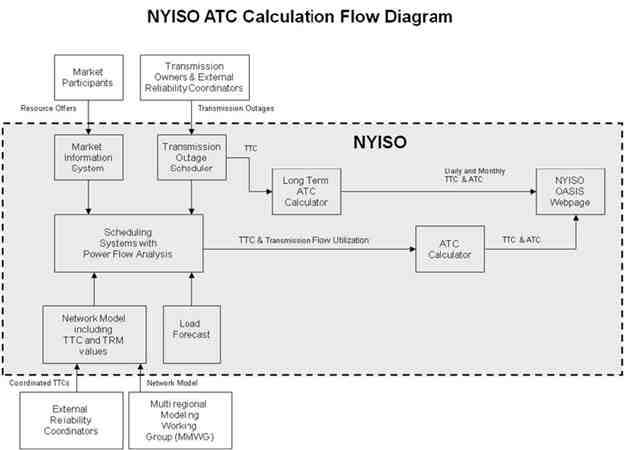 NYISO ATC Calculation Flow Diagram
Market
Participants
Transmission
Owners & External
Reliability Coordinators
Resource Offers
Transmission Outages
NYISO
Market
Information
System
Transmission
Outage
Scheduler
TTC
Long Term
ATC
Calculator
Daily and Monthly
TTC & ATC
NYISO
OASIS
Webpage
Scheduling
Systems with
Power Flow Analysis
TTC & Transmission Flow Utilization
ATC
Calculator
TTC & ATC
Network Model
including
TTC and TRM
values
Load
Forecast
Coordinated TTCs
Network Model
External
Reliability
Coordinators
Multi regional
Modeling
Working
Group (MMWG)